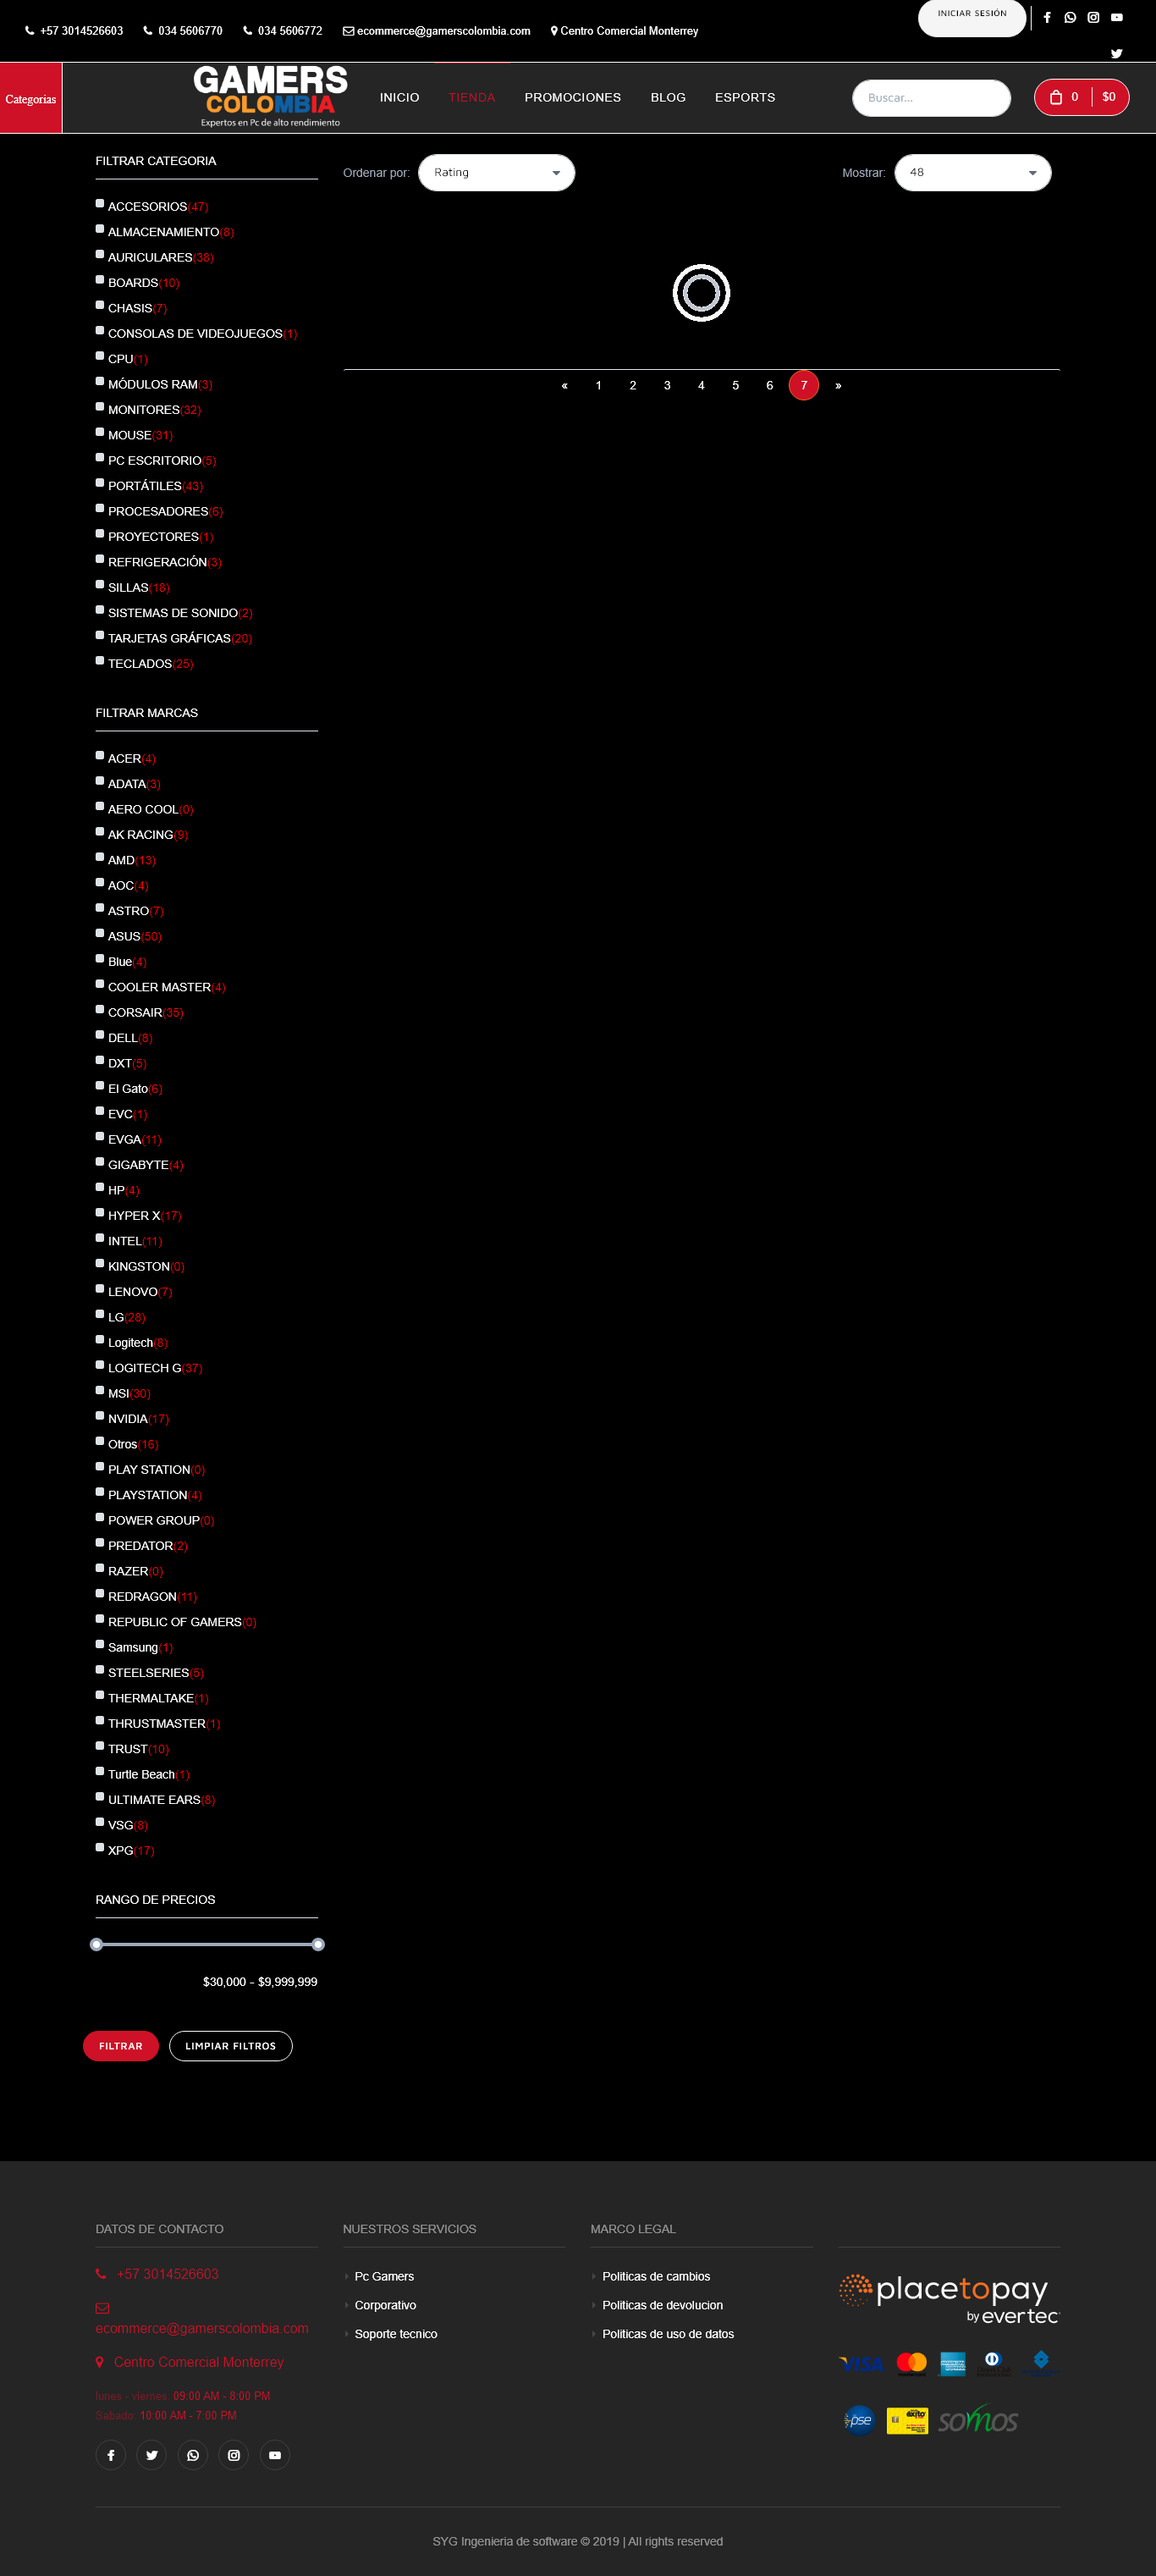 +57 3014526603 034 5606770 034 5606772 ecommerce@gamerscolombia.com Centro Comercial Monterrey INICIAR SESIÓN
Categorias
GAMERS
COLOMBIA
Expertos en Pc de alto rendimiento
INICIO TIENDA PROMOCIONES BLOG ESPORTS Buscar... 0 $0
FILTRAR CATEGORIA
ACCESORIOS(47)
ALMACENAMIENTO(8)
AURICULARES(38)
BOARDS(10)
CHASIS(7)
CONSOLAS DE VIDEOJUEGOS(1)
CPU(1)
MÓDULOS RAM(3)
MONITORES(32)
MOUSE(31)
PC ESCRITORIO(5)
PORTÁTILES(43)
PROCESADORES(6)
PROYECTORES(1)
REFRIGERACIÓN(3)
SILLAS(18)
SISTEMAS DE SONIDO(2)
TARJETAS GRÁFICAS(20)
TECLADOS(25)
FILTRAR MARCAS
ACER(4)
ADATA(3)
AERO COOL(0)
AK RACING(9)
AMD(13)
AOC(4)
ASTRO(7)
ASUS(50)
Blue(4)
COOLER MASTER(4)
CORSAIR(35)
DELL(8)
DXT(5)
El Gato(6)
EVC(1)
EVGA(11)
GIGABYTE(4)
HP(4)
HYPER X(17)
INTEL(11)
KINGSTON(0)
LENOVO(7)
LG(28)
Logitech(8)
LOGITECH G(37)
MSI(30)
NVIDIA(17)
Otros(16)
PLAY STATION(0)
PLAYSTATION(4)
POWER GROUP(0)
PREDATOR(2)
RAZER(0)
REDRAGON(11)
REPUBLIC OF GAMERS(0)
Samsung(1)
STEELSERIES(5)
THERMALTAKE(1)
THRUSTMASTER(1)
TRUST(10)
Turtle Beach(1)
ULTIMATE EARS(8)
VSG(8)
XPG(17)
RANGO DE PRECIOS
$30,000 - $9,999,999
FILTRAR LIMPIAR FILTROS
Ordenar por: Rating Mostrar: 48
« 1 2 3 4 5 6 7 »
DATOS DE CONTACTO
+57 3014526603
ecommerce@gamerscolombia.com
Centro Comercial Monterrey
lunes - viernes: 09:00 AM - 8:00 PM
Sabado: 10:00 AM - 7:00 PM
NUESTROS SERVICIOS
Pc Gamers
Corporativo
Soporte tecnico
MARCO LEGAL
Politicas de cambios
Politicas de devolucion
Politicas de uso de datos
placetopay
by evertec
VISA
pse éxito somos
SYG Ingenieria de software © 2019 | All rights reserved